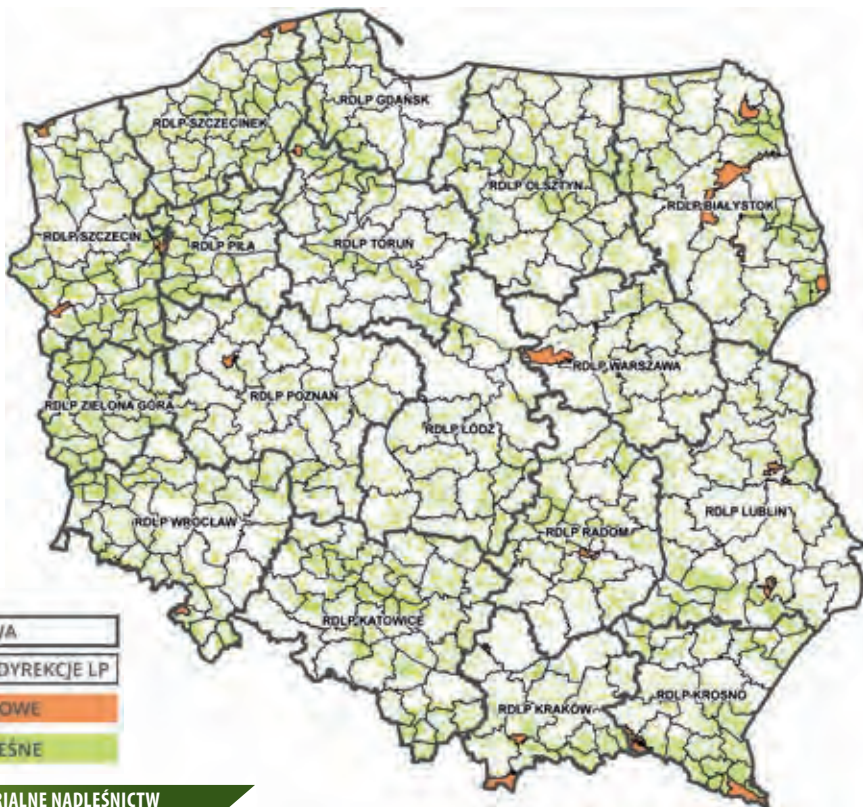 RDLP GDAŃSK
RDLP SZCZECINEK
RDLP OLSZTYN
RDLP BIAŁYSTOK
RDLP SZCZECIN
RDLP PIŁA
RDLP TORUŃ
RDLP WARSZAWA
RDLP ZIELONA GÓRA
RDLP POZNAŃ
RDLP ŁÓDŹ
RDLP WROCŁAW
RDLP RADOM
RDLP LUBLIN
RDLP KATOWICE
RDLP KRAKÓW
RDLP KROSNO
WA
DYREKCJE LP
OWE
EŚNE
RIALNE NADLEŚNICTW